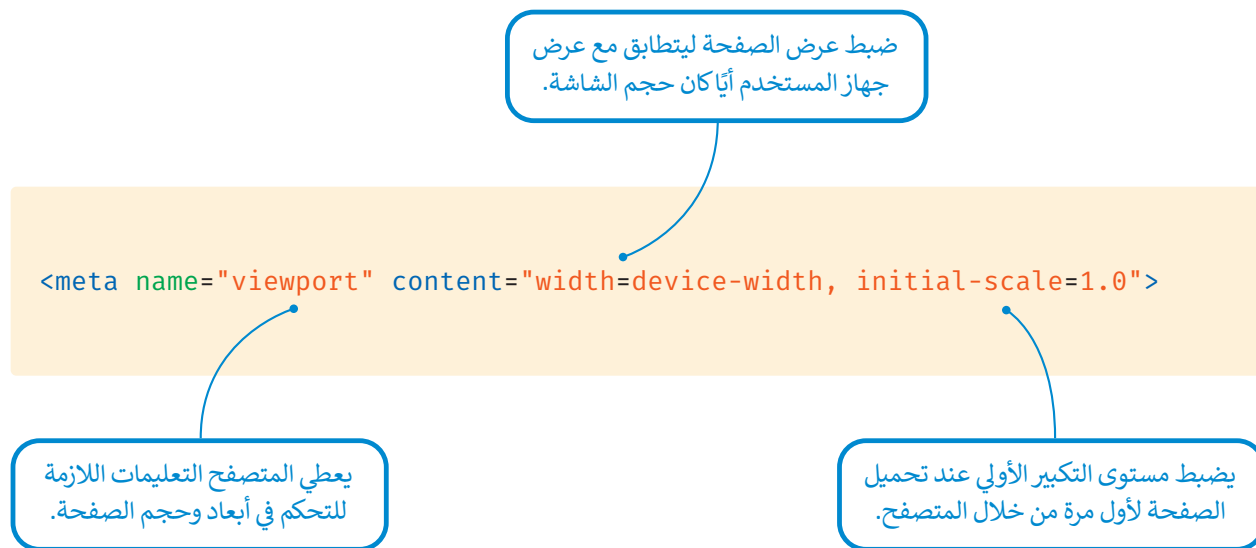 ضبط عرض الصفحة ليتطابق مع عرض
جهاز المستخدم أيًا كان حجم الشاشة.
<meta name="viewport" content="width=device-width, initial-scale=1.0">
يضبط مستوى التكبير الأولي عند تحميل
الصفحة لأول مرة من خلال المتصفح.
يعطي المتصفح التعليمات اللازمة
للتحكم في أبعاد وحجم الصفحة.